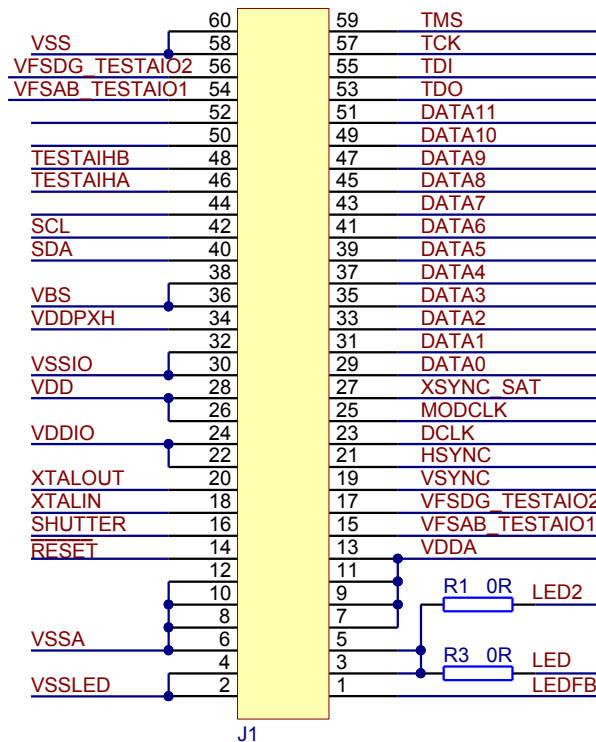 60 59 TMS
VSS 58 57 TCK
VFSDG_TESTAIO2 56 55 TDI
VFSAB_TESTAIO1 54 53 TDO
52 51 DATA11
50 49 DATA10
TESTAIHB 48 47 DATA9
TESTAIHA 46 45 DATA8
44 43 DATA7
SCL 42 41 DATA6
SDA 40 39 DATA5
38 37 DATA4
VBS 36 35 DATA3
VDDPXH 34 33 DATA2
32 31 DATA1
VSSIO 30 29 DATA0
VDD 28 27 XSYNC_SAT
26 25 MODCLK
VDDIO 24 23 DCLK
22 21 HSYNC
XTALOUT 20 19 VSYNC
XTALIN 18 17 VFSDG_TESTAIO2
SHUTTER 16 15 VFSAB_TESTAIO1
RESET 14 13 VDDA
12 11
10 9 R1 0R LED2
8 7
VSSA 6 5
4 3 R3 0R LED
VSSLED 2 1 LEDFB
J1